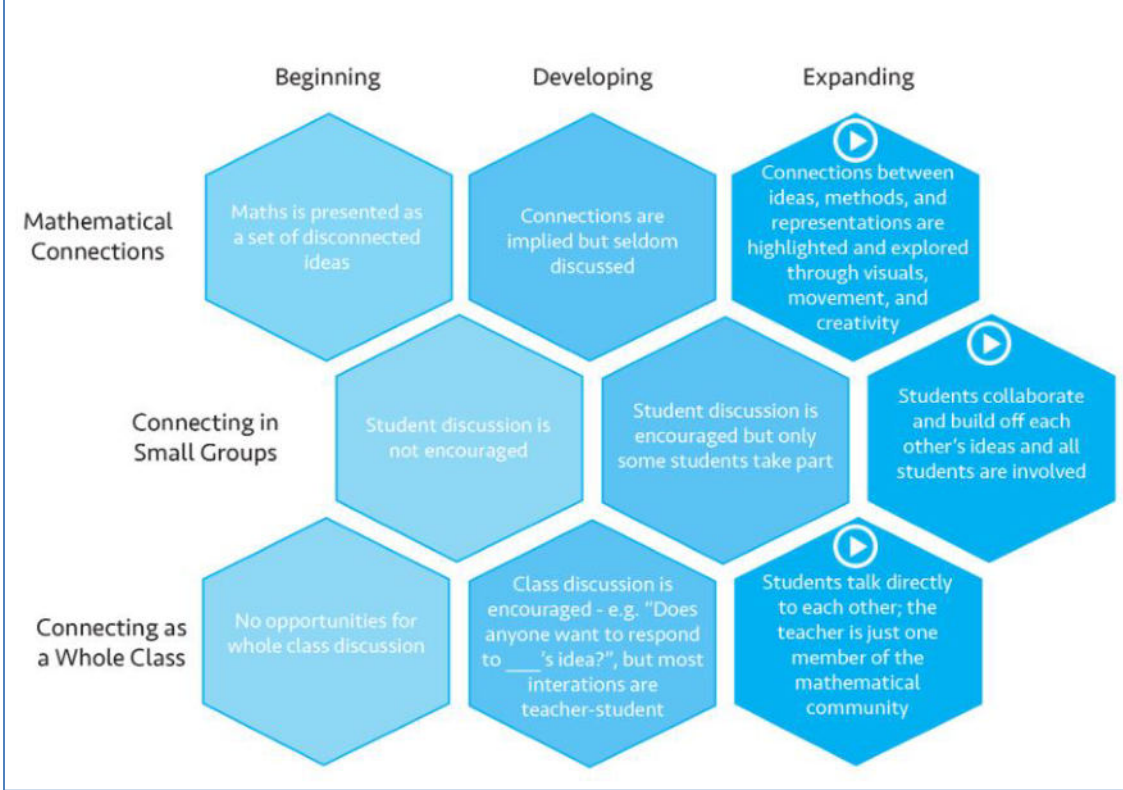 Beginning
Developing
Expanding
Mathematical
Connections
Maths is presented as
a set of disconnected
ideas
Connections are
implied but seldom
discussed
Connections between
ideas, methods, and
representations are
highlighted and explored
through visuals,
movement, and
creativity
Connecting in
Small Groups
Student discussion is
not encouraged
Student discussion is
encouraged but only
some students take part
Students collaborate
and build off each
other's ideas and all
students are involved
Connecting as
a Whole Class
No opportunities for
whole class discussion
Class discussion is
encouraged - e.g. "Does
anyone want to respond
to ___'s idea?", but most
interations are
teacher-student
Students talk directly
to each other; the
teacher is just one
member of the
mathematical
community